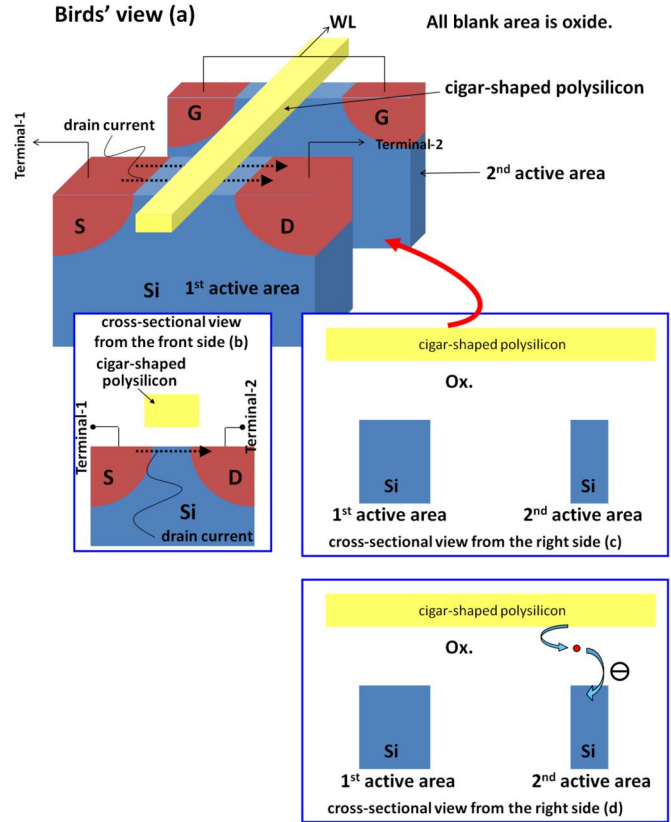 Birds' view (a)
WL
All blank area is oxide.
cigar-shaped polysilicon
G
G
drain current
Terminal-1
Terminal-2
2nd active area
S
D
Si
1st active area
cross-sectional view
from the front side (b)
cigar-shaped
polysilicon
Terminal-1
Terminal-2
S
D
Si
drain current
cigar-shaped polysilicon
Ox.
Si
Si
1st active area
2nd active area
cross-sectional view from the right side (c)
cigar-shaped polysilicon
Ox.
⊖
Si
Si
1st active area
2nd active area
cross-sectional view from the right side (d)